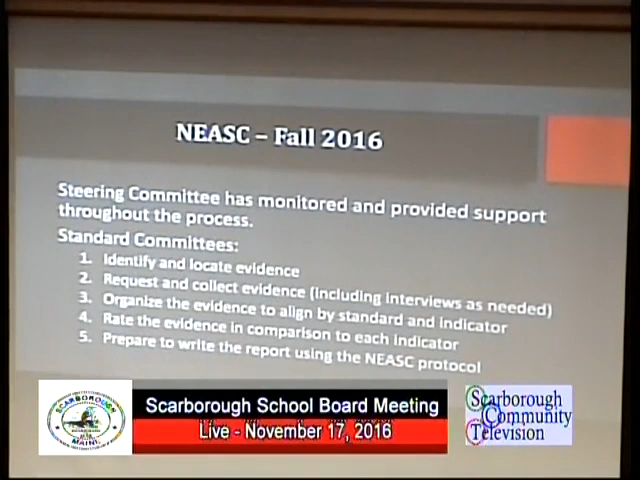 NEASC – Fall 2016
Steering Committee has monitored and provided support
throughout the process.
Standard Committees:
1. Identify and locate evidence
2. Request and collect evidence (including interviews as needed)
3. Organize the evidence to align by standard and indicator
4. Rate the evidence in comparison to each indicator
5. Prepare to write the report using the NEASC protocol
SCARBOROUGH
MAINE
Scarborough School Board Meeting
Live - November 17, 2016
Scarborough
Community
Television